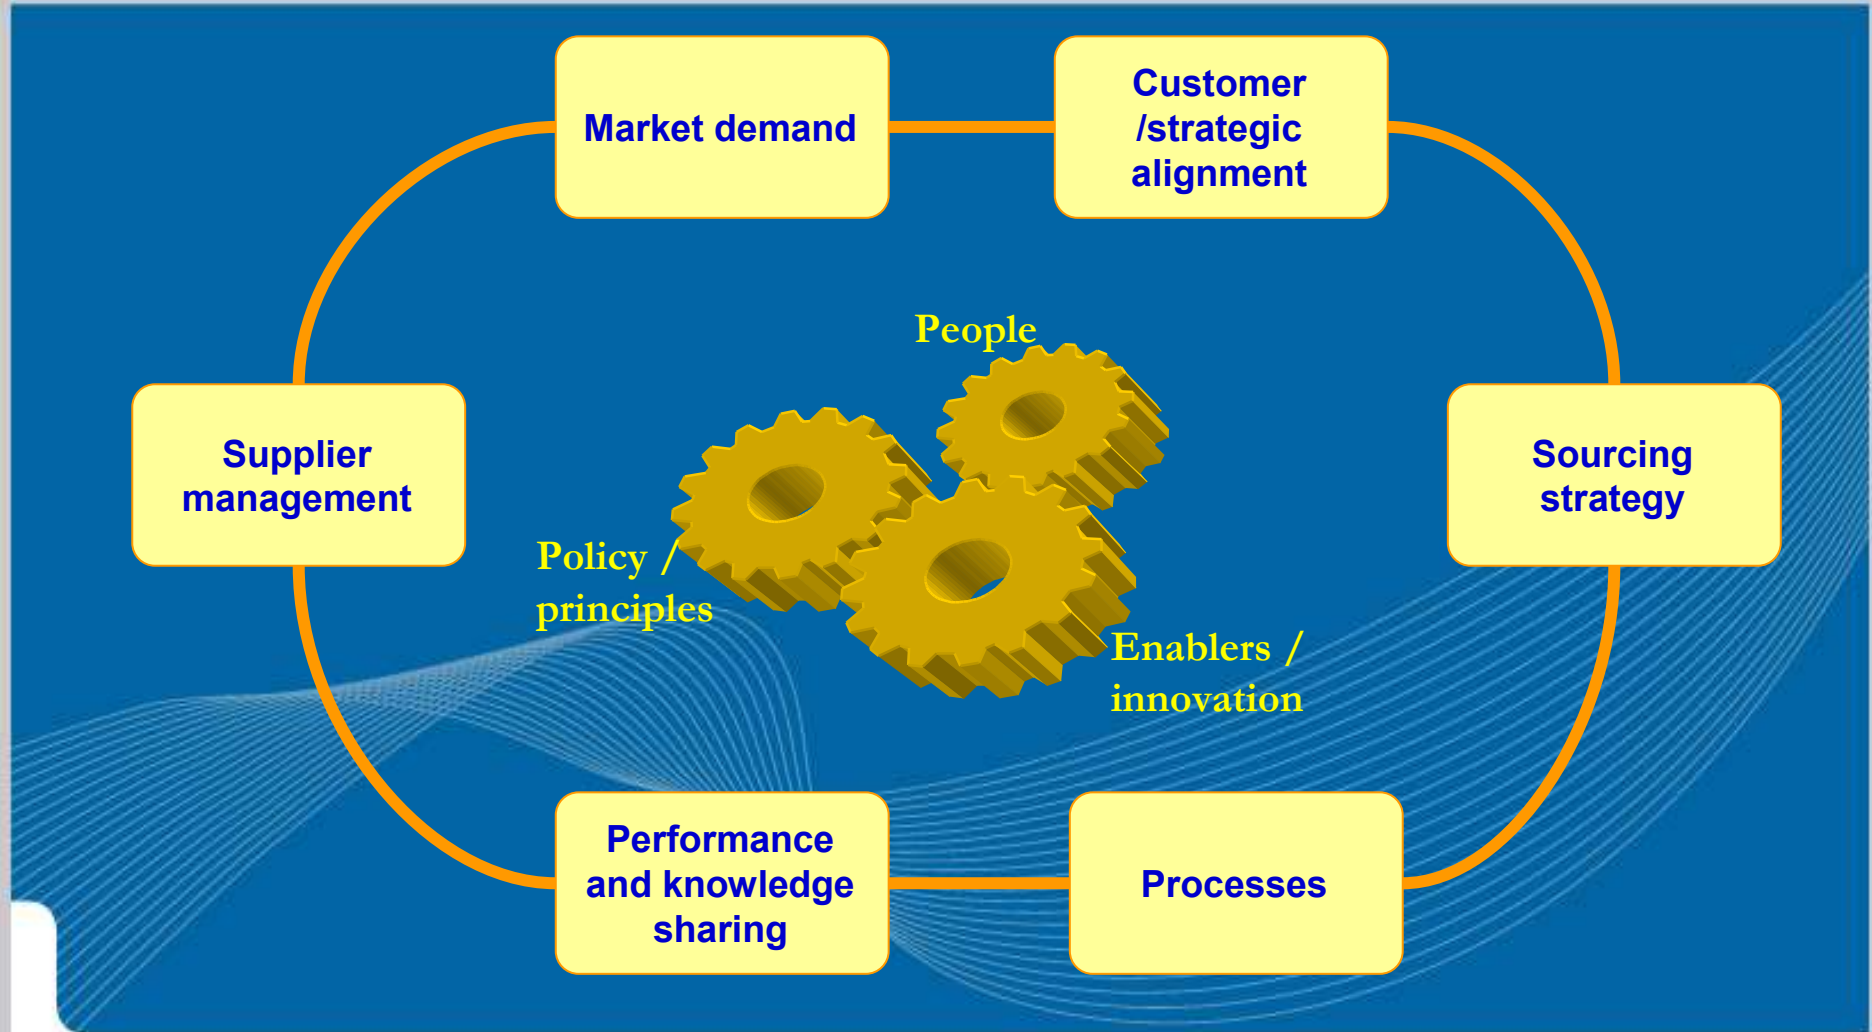 Market demand
Customer
/strategic
alignment
People
Supplier
management
Sourcing
strategy
Policy /
principles
Enablers /
innovation
Performance
and knowledge
sharing
Processes